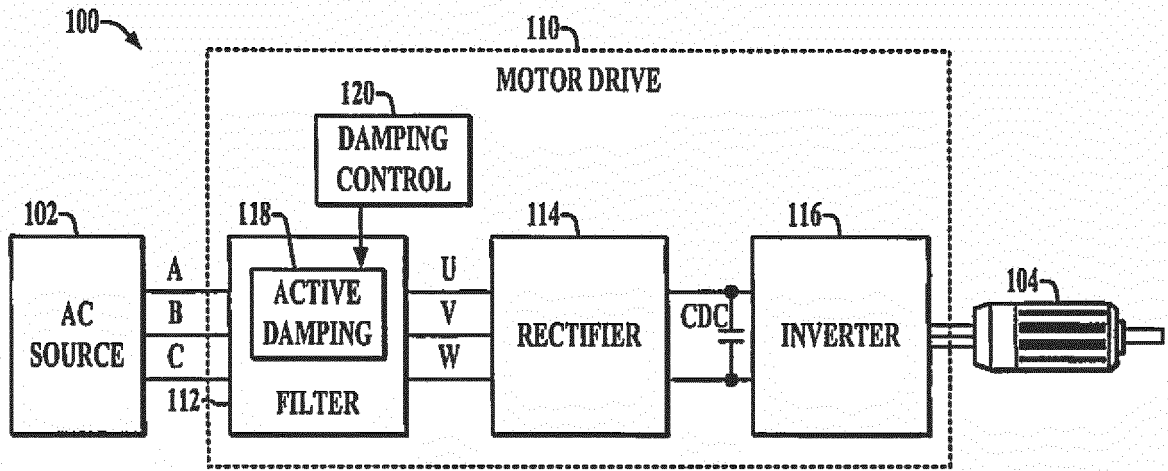 100
110
MOTOR DRIVE
120
DAMPING
CONTROL
102
118
114
116
104
A
B
C
AC
SOURCE
ACTIVE
DAMPING
U
V
W
RECTIFIER
CDC
INVERTER
112
FILTER